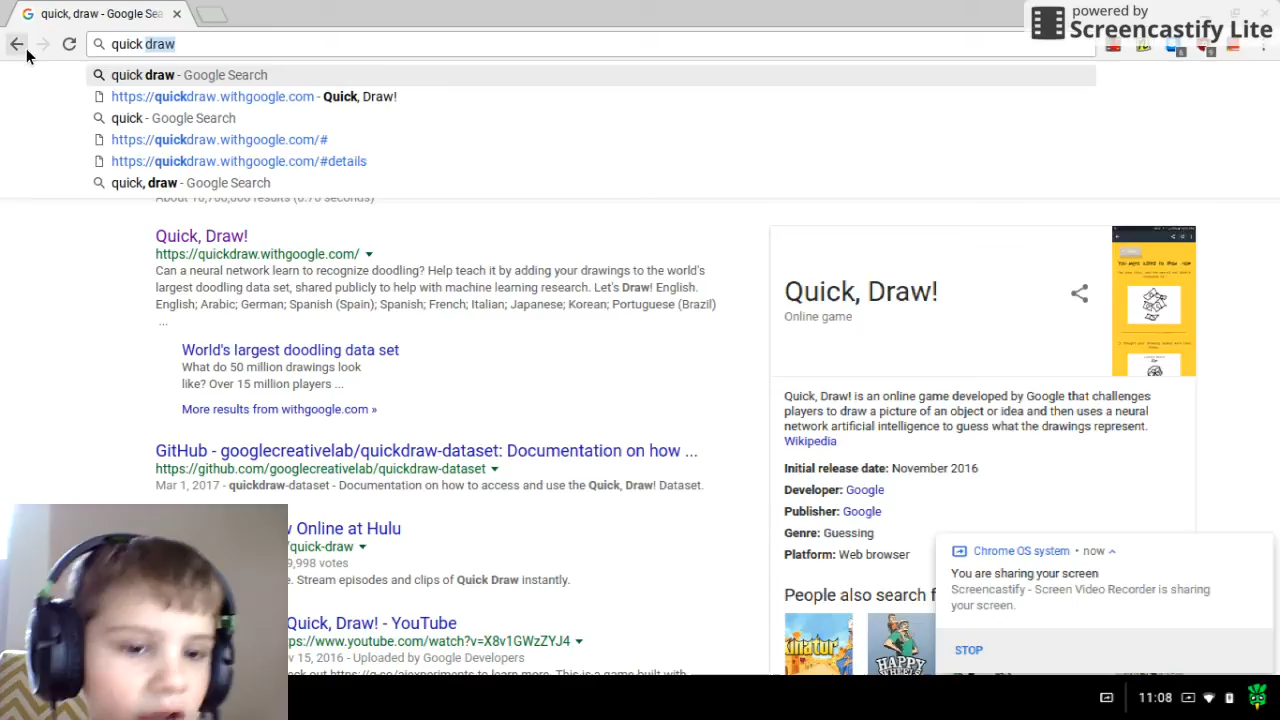 quick, draw - Google Sea
powered by
Screencastify Lite
quick draw
quick draw - Google Search
https://quickdraw.withgoogle.com - Quick, Draw!
quick - Google Search
https://quickdraw.withgoogle.com/#
https://quickdraw.withgoogle.com/#details
quick, draw - Google Search
Quick, Draw!
https://quickdraw.withgoogle.com/
Can a neural network learn to recognize doodling? Help teach it by adding your drawings to the world's
largest doodling data set, shared publicly to help with machine learning research. Let's Draw! English.
English; Arabic; German; Spanish (Spain); Spanish; French; Italian; Japanese; Korean; Portuguese (Brazil)
...
World's largest doodling data set
What do 50 million drawings look
like? Over 15 million players ...
More results from withgoogle.com »
GitHub - googlecreativelab/quickdraw-dataset: Documentation on how ...
https://github.com/googlecreativelab/quickdraw-dataset
Mar 1, 2017 - quickdraw-dataset - Documentation on how to access and use the Quick, Draw! Dataset.
Online at Hulu
/quick-draw
9,998 votes
Stream episodes and clips of Quick Draw instantly.
Quick, Draw! - YouTube
ps://www.youtube.com/watch?v=X8v1GWzZYJ4
v 15, 2016 - Uploaded by Google Developers
Quick, Draw!
Online game
Quick, Draw! is an online game developed by Google that challenges
players to draw a picture of an object or idea and then uses a neural
network artificial intelligence to guess what the drawings represent.
Wikipedia
Initial release date: November 2016
Developer: Google
Publisher: Google
Genre: Guessing
Platform: Web browser
People also search f
Chrome OS system • now
You are sharing your screen
Screencastify - Screen Video Recorder is sharing
your screen.
STOP
11:08